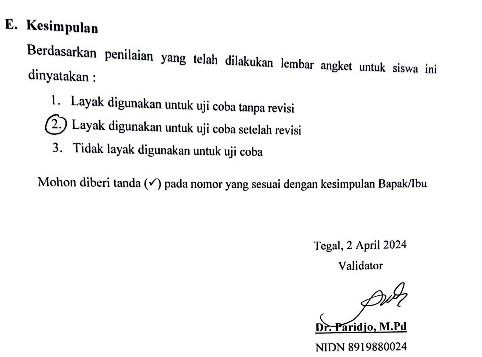 E. Kesimpulan
Berdasarkan penilaian yang telah dilakukan lembar angket untuk siswa ini
dinyatakan :
1. Layak digunakan untuk uji coba tanpa revisi
2. Layak digunakan untuk uji coba setelah revisi
3. Tidak layak digunakan untuk uji coba
Mohon diberi tanda (✓) pada nomor yang sesuai dengan kesimpulan Bapak/Ibu
Tegal, 2 April 2024
Validator
Dr. Paridjo, M.Pd
NIDN 8919880024